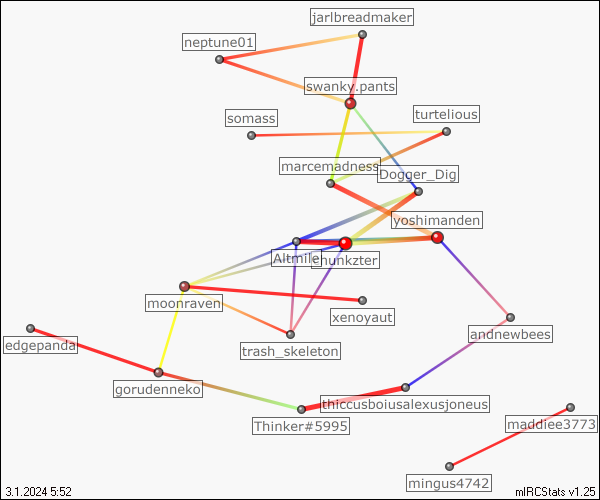 jarlbreadmaker
neptune01
swanky.pants
turtelious
somass
marcemadness
Dogger_Dig
yoshimanden
Altmile
chunkzter
moonraven
xenoyaut
andnewbees
edgepanda
trash_skeleton
gorudenneko
thiccusboiusalexusjoneus
maddiee3773
Thinker#5995
mingus4742
3.1.2024 5:52
mIRCStats v1.25